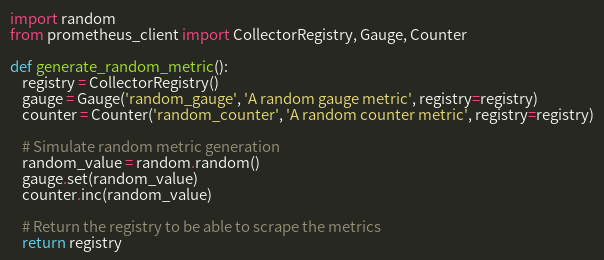 import random
from prometheus_client import CollectorRegistry, Gauge, Counter

def generate_random_metric():
    registry = CollectorRegistry()
    gauge = Gauge('random_gauge', 'A random gauge metric', registry=registry)
    counter = Counter('random_counter', 'A random counter metric', registry=registry)

    # Simulate random metric generation
    random_value = random.random()
    gauge.set(random_value)
    counter.inc(random_value)

    # Return the registry to be able to scrape the metrics
    return registry